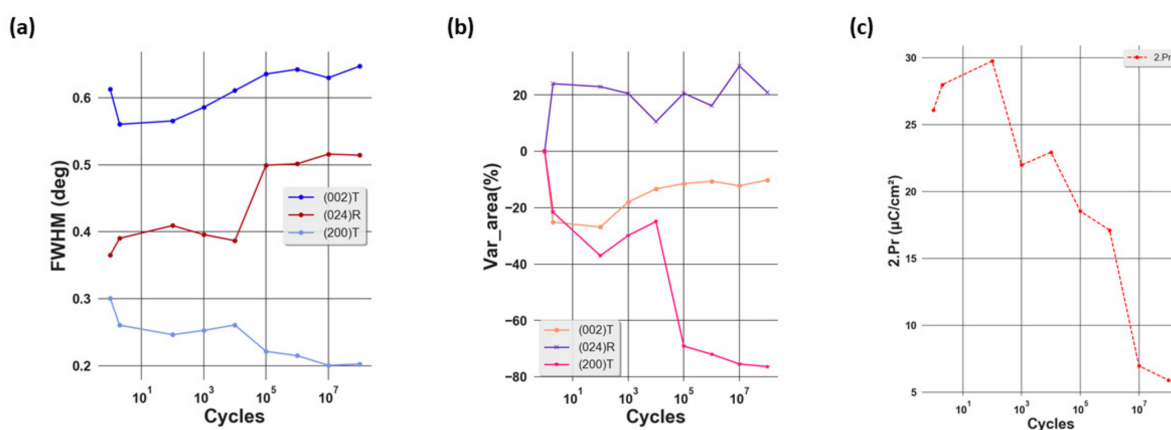 (a)
FWHM (deg)
0.6
0.5
0.4
0.3
0.2
(002)T
(024)R
(200)T
10¹ 10³ 10⁵ 10⁷
Cycles
(b)
Var_area(%)
20
0
−20
−40
−60
−80
(002)T
(024)R
(200)T
10¹ 10³ 10⁵ 10⁷
Cycles
(c)
2.Pr (µC/cm²)
30
25
20
15
10
5
2.Pr
10¹ 10³ 10⁵ 10⁷
Cycles